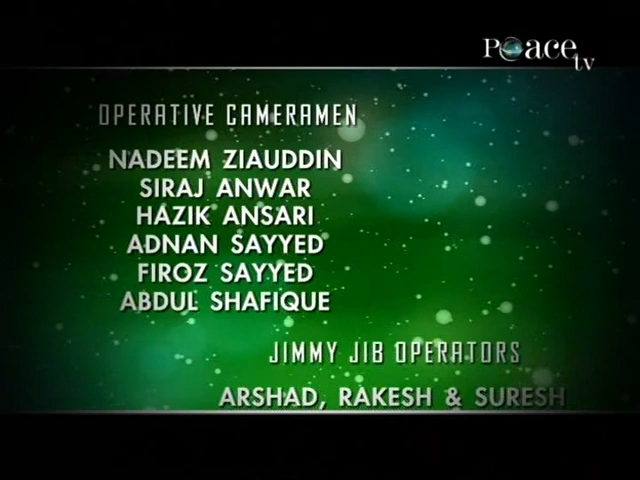 Peace
tv
OPERATIVE CAMERAMEN
NADEEM ZIAUDDIN
SIRAJ ANWAR
HAZIK ANSARI
ADNAN SAYYED
FIROZ SAYYED
ABDUL SHAFIQUE
JIMMY JIB OPERATORS
ARSHAD, RAKESH & SURESH